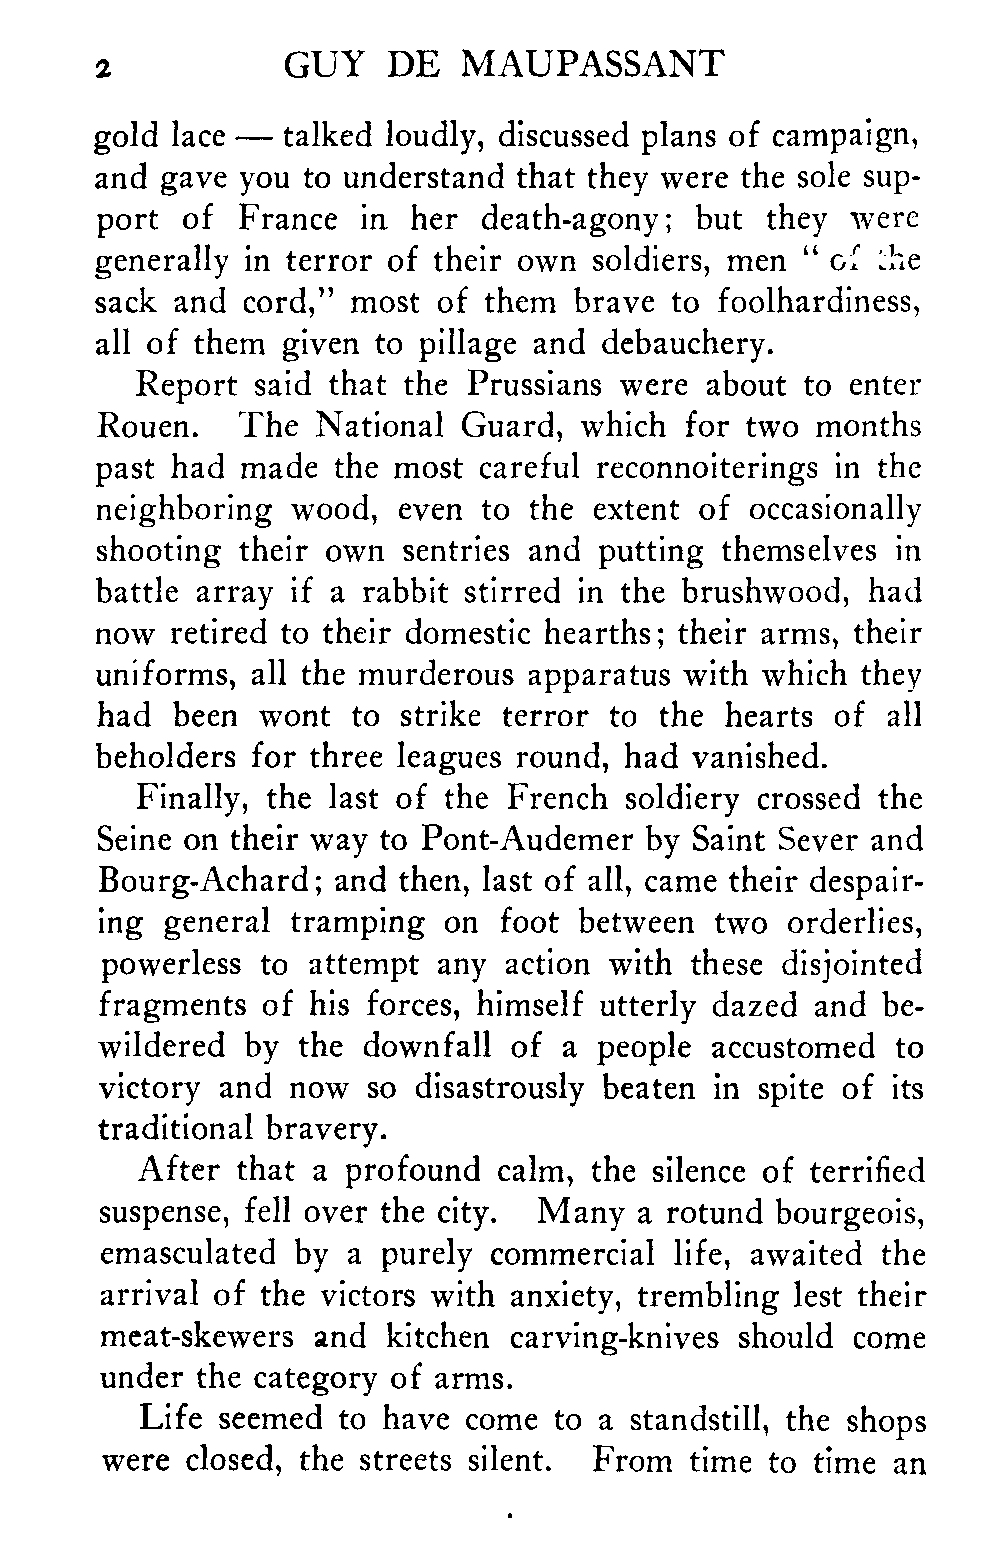 2 GUY DE MAUPASSANT
gold lace — talked loudly, discussed plans of campaign,
and gave you to understand that they were the sole sup-
port of France in her death-agony; but they were
generally in terror of their own soldiers, men “ of the
sack and cord,” most of them brave to foolhardiness,
all of them given to pillage and debauchery.
Report said that the Prussians were about to enter
Rouen. The National Guard, which for two months
past had made the most careful reconnoiterings in the
neighboring wood, even to the extent of occasionally
shooting their own sentries and putting themselves in
battle array if a rabbit stirred in the brushwood, had
now retired to their domestic hearths; their arms, their
uniforms, all the murderous apparatus with which they
had been wont to strike terror to the hearts of all
beholders for three leagues round, had vanished.
Finally, the last of the French soldiery crossed the
Seine on their way to Pont-Audemer by Saint Sever and
Bourg-Achard; and then, last of all, came their despair-
ing general tramping on foot between two orderlies,
powerless to attempt any action with these disjointed
fragments of his forces, himself utterly dazed and be-
wildered by the downfall of a people accustomed to
victory and now so disastrously beaten in spite of its
traditional bravery.
After that a profound calm, the silence of terrified
suspense, fell over the city. Many a rotund bourgeois,
emasculated by a purely commercial life, awaited the
arrival of the victors with anxiety, trembling lest their
meat-skewers and kitchen carving-knives should come
under the category of arms.
Life seemed to have come to a standstill, the shops
were closed, the streets silent. From time to time an